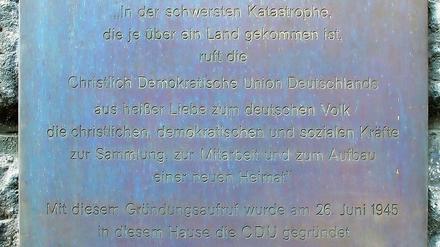 „In der schwersten Katastrophe,
die je über ein Land gekommen ist,
ruft die
Christlich Demokratische Union Deutschlands
aus heißer Liebe zum deutschen Volk
die christlichen, demokratischen und sozialen Kräfte
zur Sammlung, zur Mitarbeit und zum Aufbau
einer neuen Heimat"
Mit diesem Gründungsaufruf wurde am 26. Juni 1945
in diesem Hause die CDU gegründet